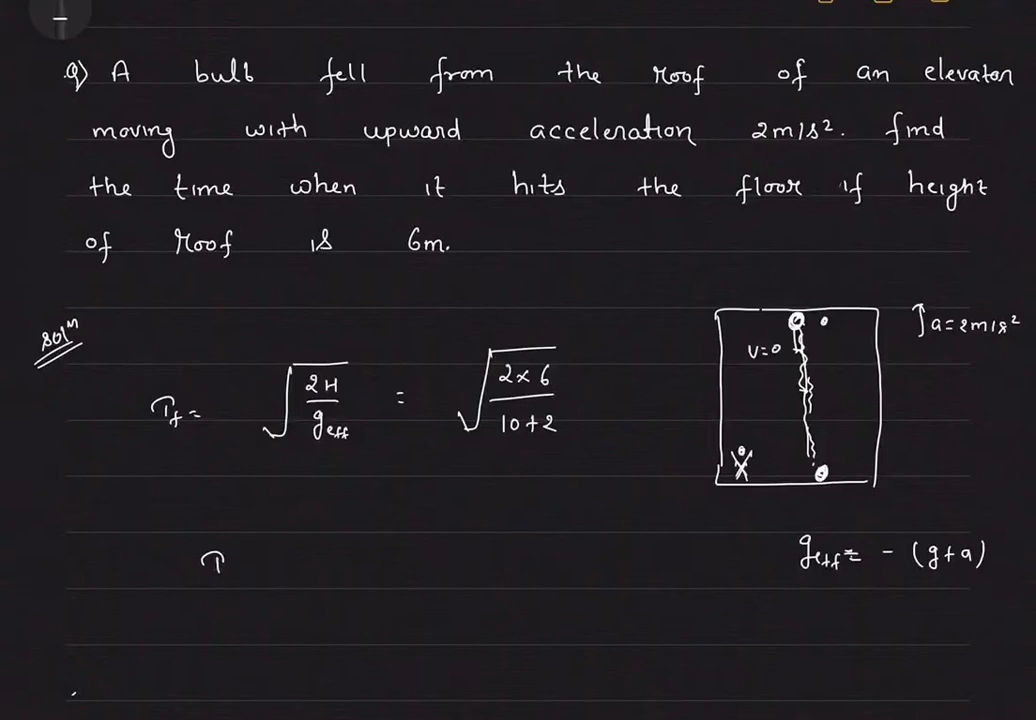 Q) A bulb fell from the roof of an elevator
moving with upward acceleration 2m/s². find
the time when it hits the floor if height
of roof is 6m.
solⁿ
↑a=2m/s²
v=0
T_f = √(2H/g_eff) = √(2×6/10+2)
g_eff = - (g+a)
T